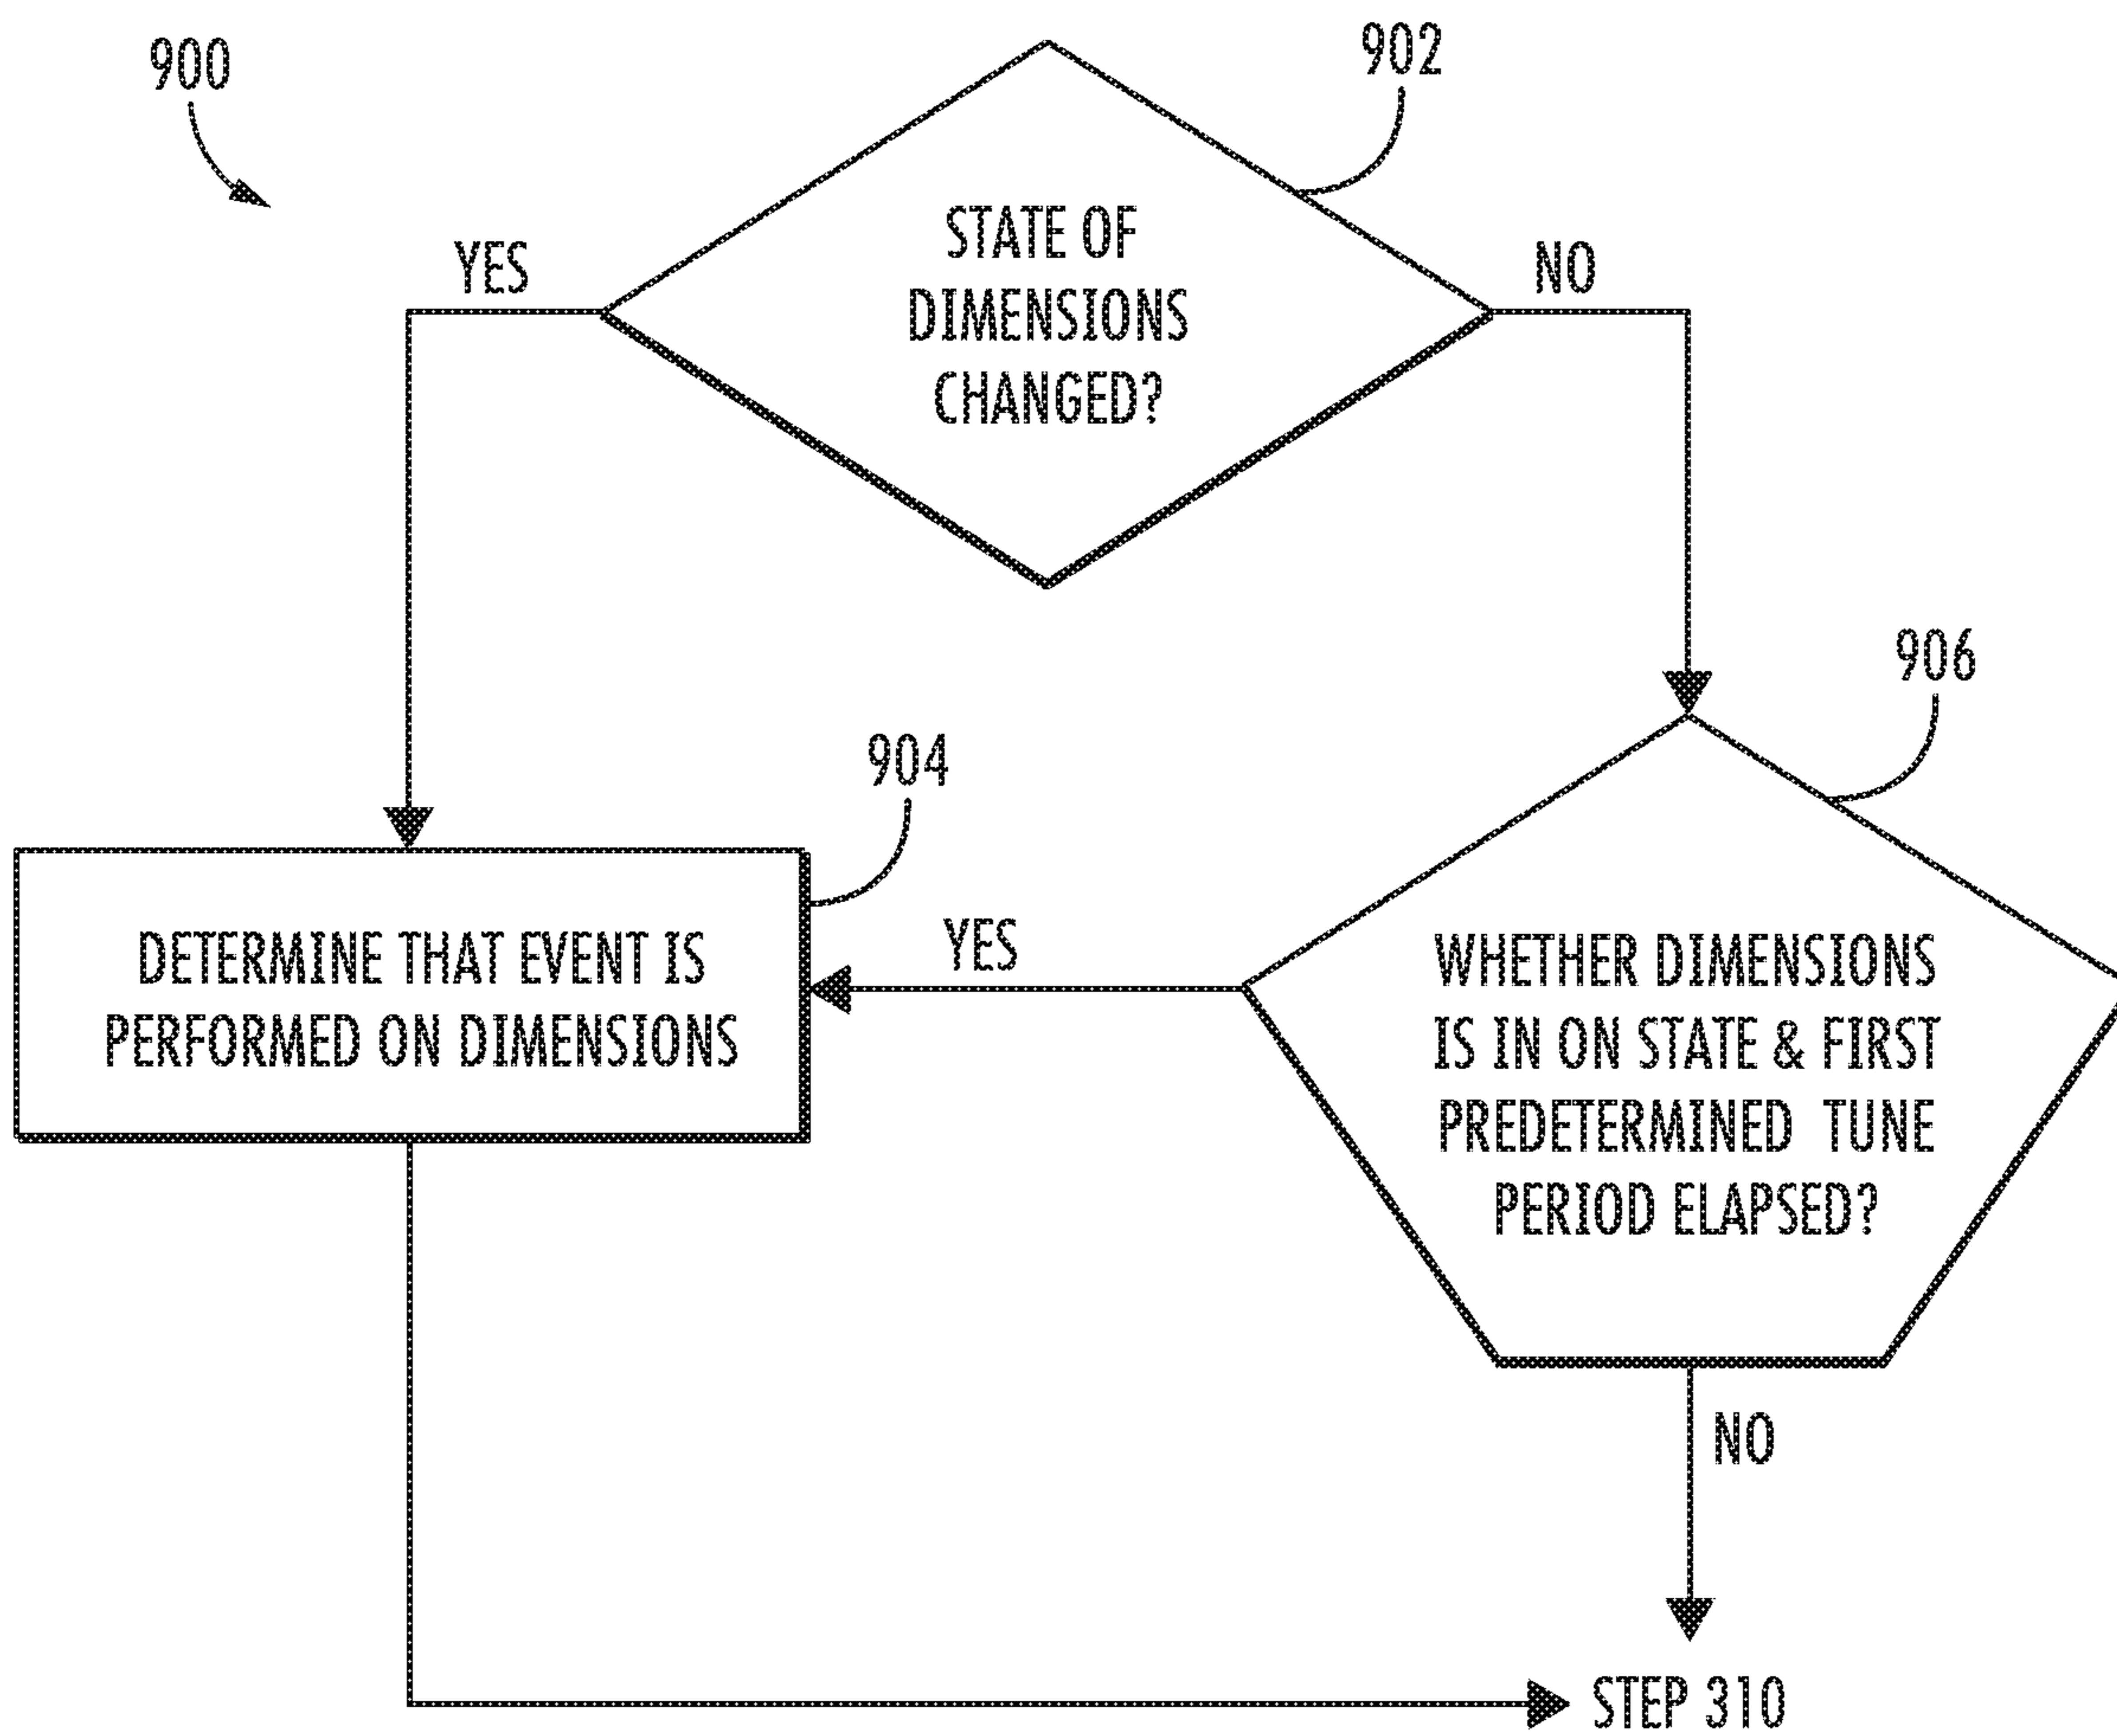 900
902
STATE OF
DIMENSIONS
CHANGED?
YES
NO
906
904
DETERMINE THAT EVENT IS
PERFORMED ON DIMENSIONS
YES
WHETHER DIMENSIONS
IS IN ON STATE & FIRST
PREDETERMINED TUNE
PERIOD ELAPSED?
NO
STEP 310